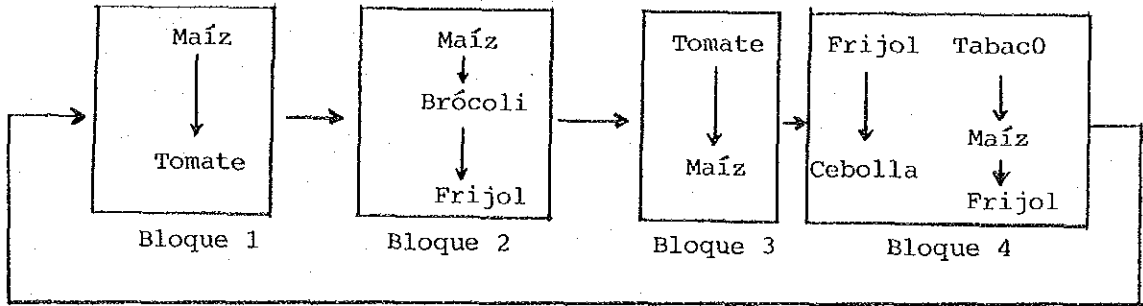 Maíz
Tomate
Bloque 1
Maíz
Brócoli
Frijol
Bloque 2
Tomate
Maíz
Bloque 3
Frijol TabacO
Maíz
Cebolla
Frijol
Bloque 4